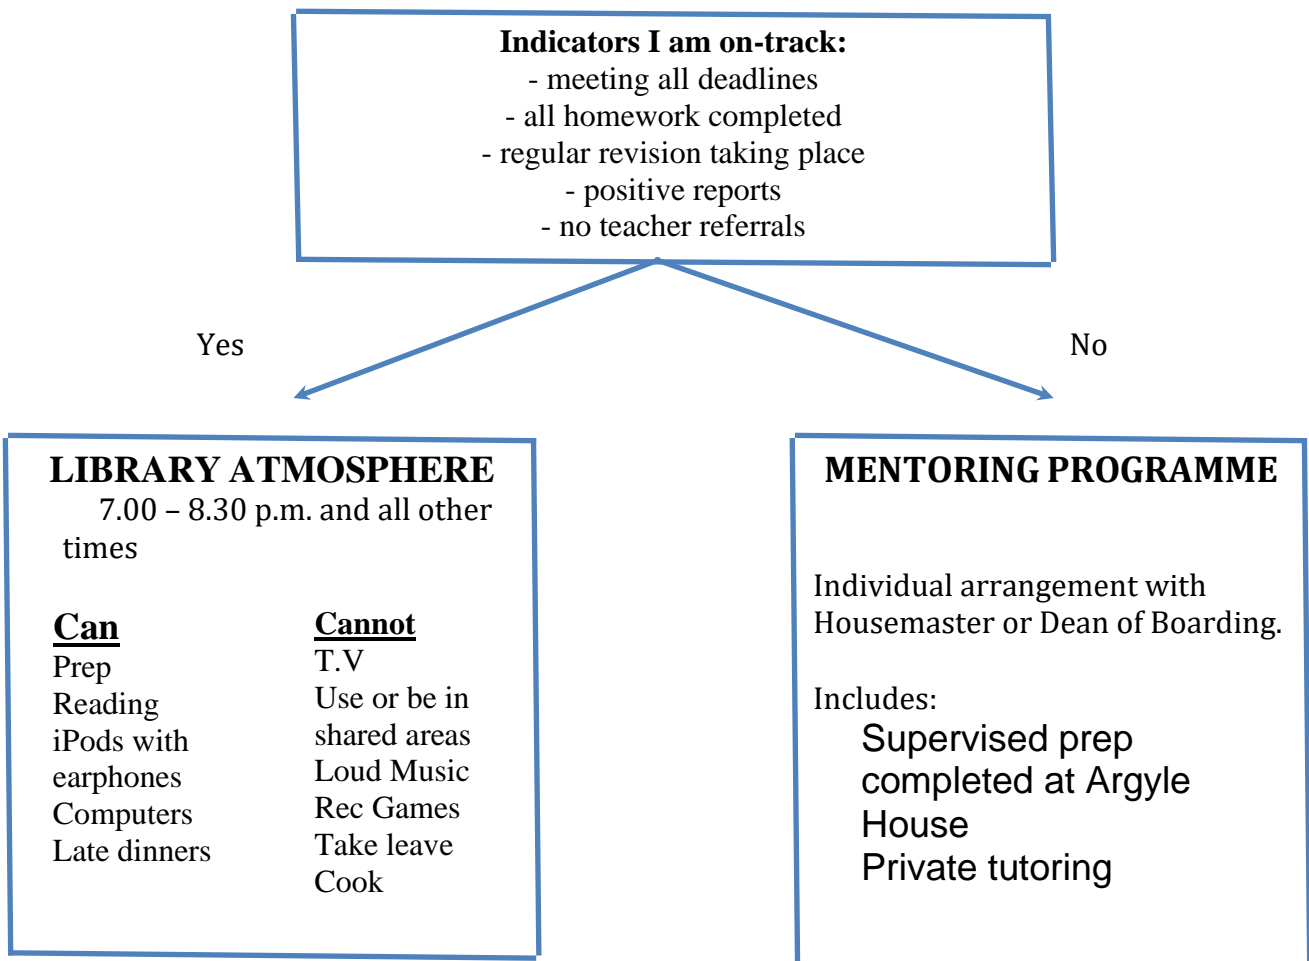 Indicators I am on-track:
- meeting all deadlines
- all homework completed
- regular revision taking place
- positive reports
- no teacher referrals
Yes
No
LIBRARY ATMOSPHERE
7.00 – 8.30 p.m. and all other
times
Can
Prep
Reading
iPods with
earphones
Computers
Late dinners
Cannot
T.V
Use or be in
shared areas
Loud Music
Rec Games
Take leave
Cook
MENTORING PROGRAMME
Individual arrangement with
Housemaster or Dean of Boarding.
Includes:
Supervised prep
completed at Argyle
House
Private tutoring